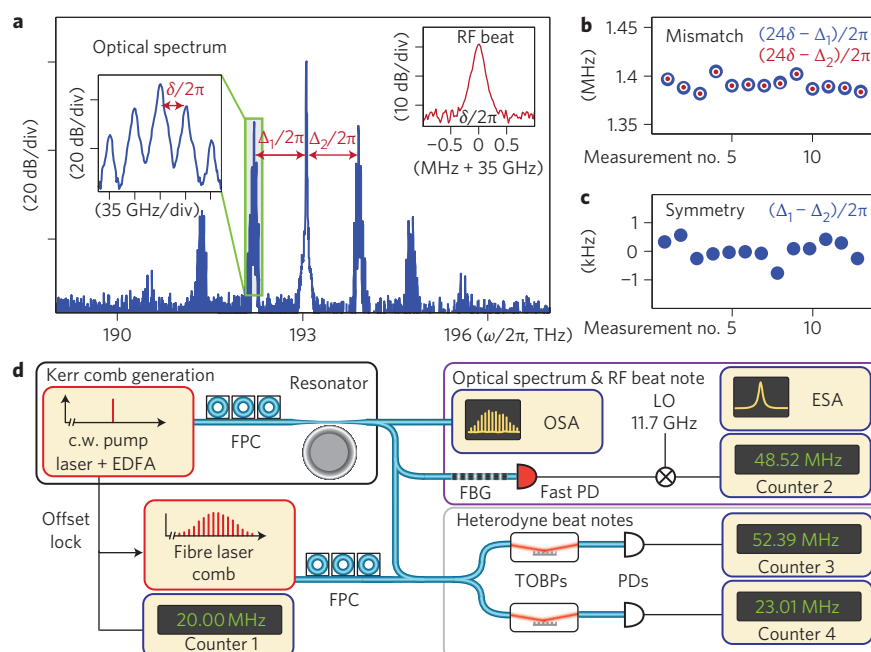 a
Optical spectrum
(20 dB/div)
(20 dB/div)
δ/2π
(35 GHz/div)
Δ₁/2π
Δ₂/2π
RF beat
(10 dB/div)
δ/2π
−0.5 0 0.5
(MHz + 35 GHz)
190 193 196 (ω/2π, THz)
b
1.45
1.4
1.35
(MHz)
Mismatch
(24δ − Δ₁)/2π
(24δ − Δ₂)/2π
Measurement no. 5 10
c
1
0
−1
(kHz)
Symmetry
(Δ₁ − Δ₂)/2π
Measurement no. 5 10
d
Kerr comb generation
c.w. pump
laser + EDFA
FPC
Resonator
Offset
lock
Fibre laser
comb
FPC
20.00 MHz
Counter 1
Optical spectrum & RF beat note
OSA
LO
11.7 GHz
ESA
FBG
Fast PD
48.52 MHz
Counter 2
Heterodyne beat notes
TOBPs
PDs
52.39 MHz
Counter 3
23.01 MHz
Counter 4